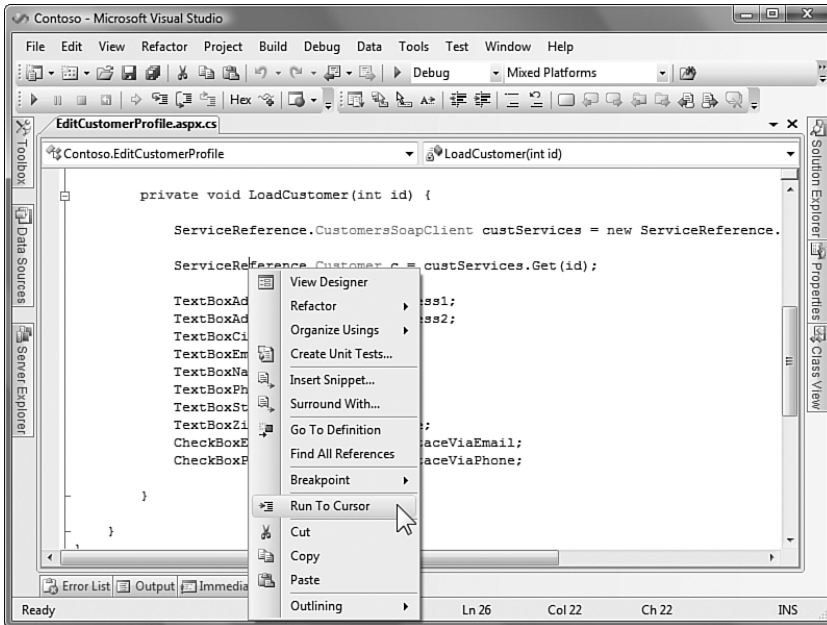 Contoso - Microsoft Visual Studio
File Edit View Refactor Project Build Debug Data Tools Test Window Help
Debug Mixed Platforms
Hex
EditCustomerProfile.aspx.cs
Contoso.EditCustomerProfile LoadCustomer(int id)
Toolbox
Data Sources
Server Explorer
private void LoadCustomer(int id) {
ServiceReference.CustomersSoapClient custServices = new ServiceReference.
ServiceReference.Customer c = custServices.Get(id);
TextBoxAd ess1;
TextBoxAd ess2;
TextBoxCi
TextBoxEm
TextBoxNa
TextBoxPh
TextBoxSt
TextBoxZi ;
CheckBoxE taceViaEmail;
CheckBoxP taceViaPhone;
}
}
View Designer
Refactor
Organize Usings
Create Unit Tests...
Insert Snippet...
Surround With...
Go To Definition
Find All References
Breakpoint
Run To Cursor
Cut
Copy
Paste
Outlining
Solution Explorer
Properties
Class View
Error List Output Immedia
Ready Ln 26 Col 22 Ch 22 INS